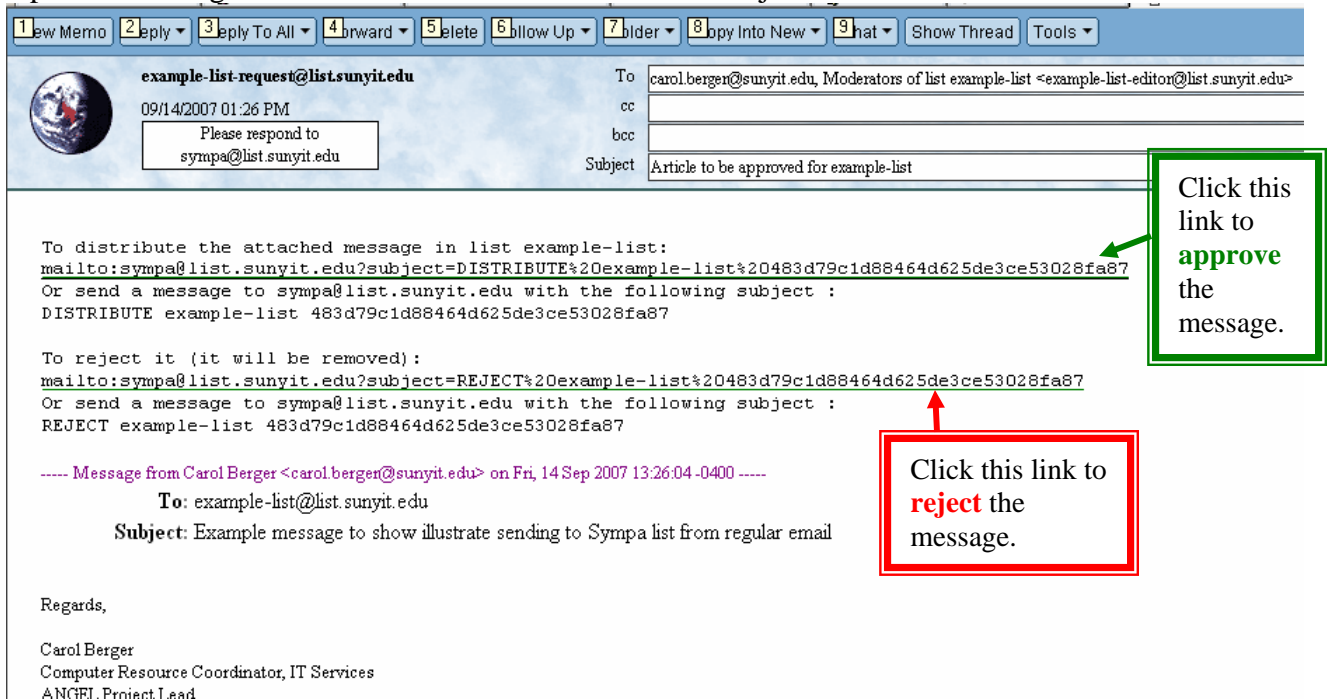 1ew Memo 2eply 3eply To All 4orward 5elete 6ollow Up 7older 8opy Into New 9hat Show Thread Tools
example-list-request@list.sunyit.edu
09/14/2007 01:26 PM
Please respond to
sympa@list.sunyit.edu
To carol.berger@sunyit.edu, Moderators of list example-list <example-list-editor@list.sunyit.edu>
cc
bcc
Subject Article to be approved for example-list
To distribute the attached message in list example-list:
mailto:sympa@list.sunyit.edu?subject=DISTRIBUTE%20example-list%20483d79c1d88464d625de3ce53028fa87
Or send a message to sympa@list.sunyit.edu with the following subject :
DISTRIBUTE example-list 483d79c1d88464d625de3ce53028fa87
Click this
link to
approve
the
message.
To reject it (it will be removed):
mailto:sympa@list.sunyit.edu?subject=REJECT%20example-list%20483d79c1d88464d625de3ce53028fa87
Or send a message to sympa@list.sunyit.edu with the following subject :
REJECT example-list 483d79c1d88464d625de3ce53028fa87
Click this link to
reject the
message.
----- Message from Carol Berger <carol.berger@sunyit.edu> on Fri, 14 Sep 2007 13:26:04 -0400 -----
To: example-list@list.sunyit.edu
Subject: Example message to show illustrate sending to Sympa list from regular email
Regards,
Carol Berger
Computer Resource Coordinator, IT Services
ANGEL Project Lead